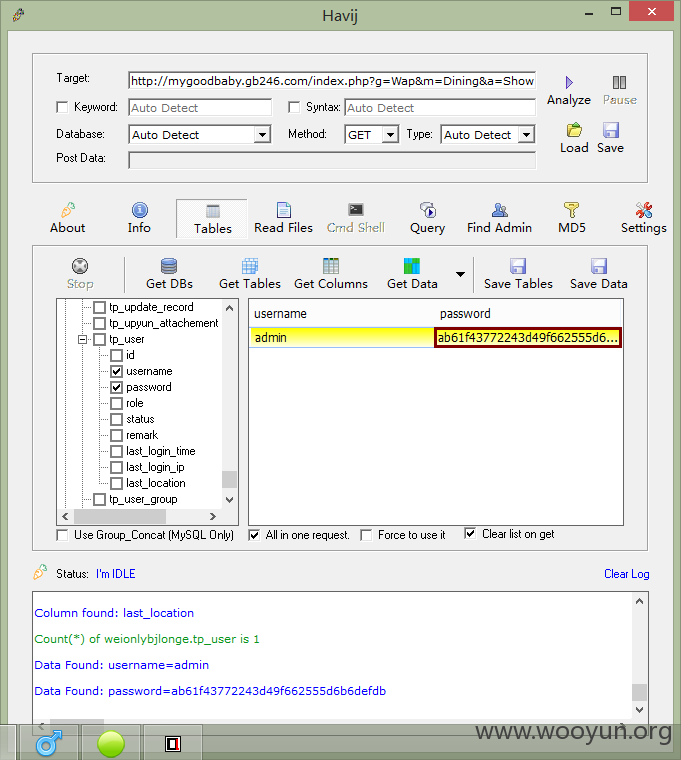 Havij
Target: http://mygoodbaby.gb246.com/index.php?g=Wap&m=Dining&a=Show
Analyze Pause
Keyword: Auto Detect Syntax: Auto Detect
Database: Auto Detect Method: GET Type: Auto Detect
Load Save
Post Data:
About Info Tables Read Files Cmd Shell Query Find Admin MD5 Settings
Stop Get DBs Get Tables Get Columns Get Data Save Tables Save Data
tp_update_record
tp_upyun_attachement
tp_user
id
username
password
role
status
remark
last_login_time
last_login_ip
last_location
tp_user_group
username password
admin ab61f43772243d49f662555d6...
Use Group_Concat (MySQL Only) All in one request. Force to use it Clear list on get
Status: I'm IDLE Clear Log
Column found: last_location
Count(*) of weionlybjlonge.tp_user is 1
Data Found: username=admin
Data Found: password=ab61f43772243d49f662555d6b6defdb
www.wooyun.org